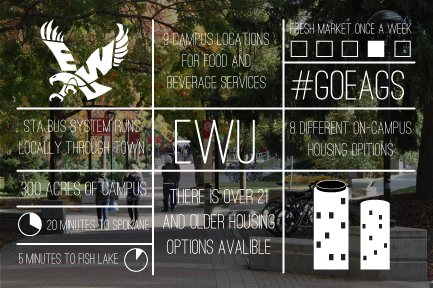 EWU
9 CAMPUS LOCATIONS
FOR FOOD AND
BEVERAGE SERVICES
FRESH MARKET ONCE A WEEK
#GOEAGS
STA BUS SYSTEM RUNS
LOCALLY THROUGH TOWN
EWU
8 DIFFERENT ON-CAMPUS
HOUSING OPTIONS
300 ACRES OF CAMPUS
20 MINUTES TO SPOKANE
5 MINUTES TO FISH LAKE
THERE IS OVER 21
AND OLDER HOUSING
OPTIONS AVALIBLE